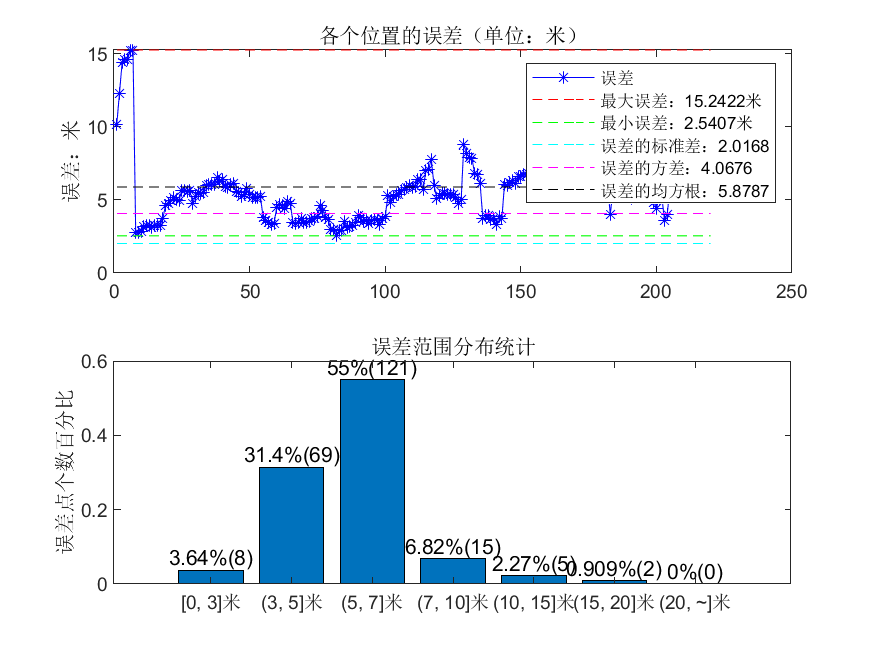 各个位置的误差（单位：米）
15
10
5
0
误差：米
误差
最大误差：15.2422米
最小误差：2.5407米
误差的标准差：2.0168
误差的方差：4.0676
误差的均方根：5.8787
0 50 100 150 200 250
误差范围分布统计
0.6
0.4
0.2
0
误差点个数百分比
3.64%(8) 31.4%(69) 55%(121) 6.82%(15) 2.27%(5) 0.909%(2) 0%(0)
[0, 3]米 (3, 5]米 (5, 7]米 (7, 10]米 (10, 15]米 (15, 20]米 (20, ~]米